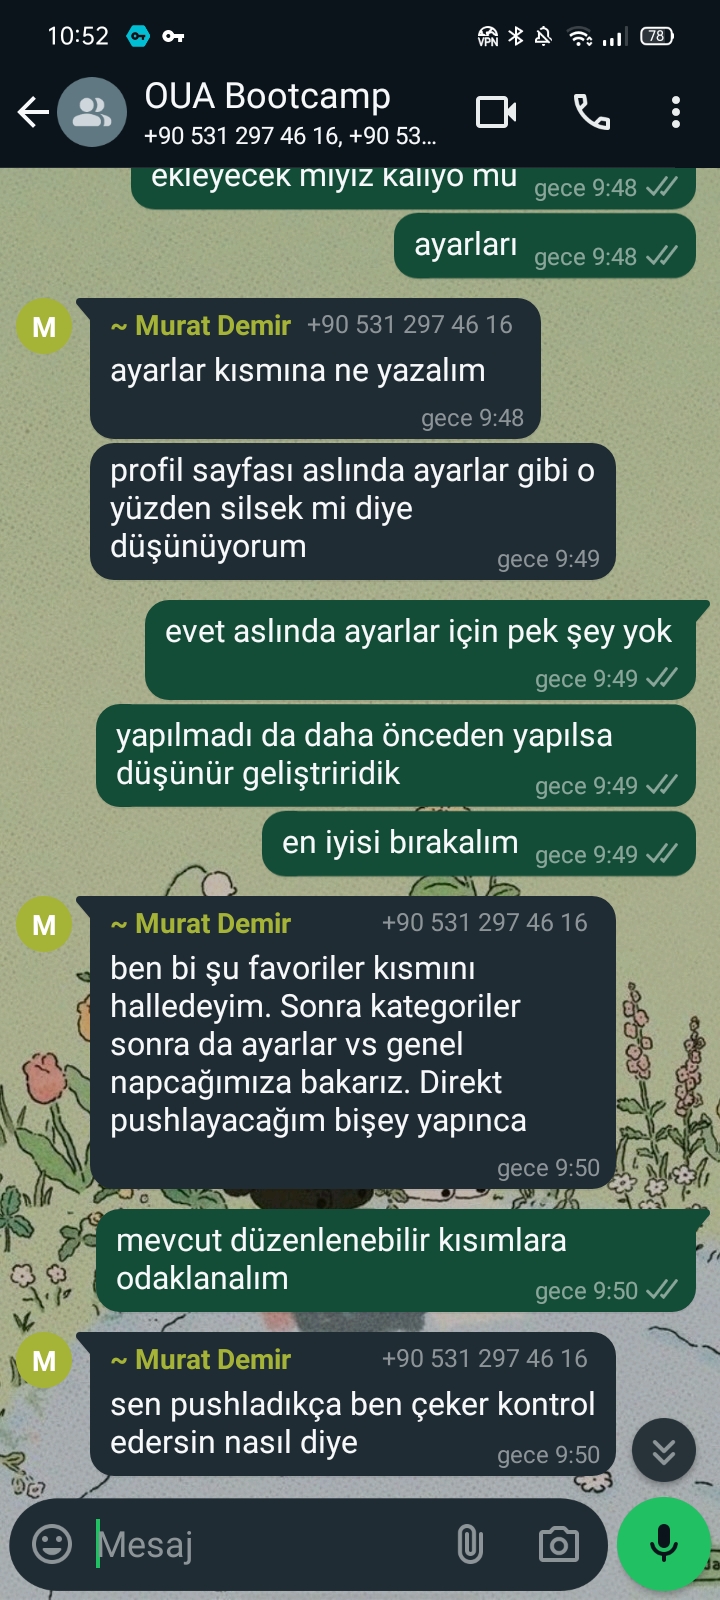 10:52
VPN
78
OUA Bootcamp
+90 531 297 46 16, +90 53...
ekleyecek miyiz kalıyo mu gece 9:48
ayarları gece 9:48
M
~ Murat Demir +90 531 297 46 16
ayarlar kısmına ne yazalım
gece 9:48
profil sayfası aslında ayarlar gibi o
yüzden silsek mi diye
düşünüyorum gece 9:49
evet aslında ayarlar için pek şey yok
gece 9:49
yapılmadı da daha önceden yapılsa
düşünür geliştriridik gece 9:49
en iyisi bırakalım gece 9:49
M
~ Murat Demir +90 531 297 46 16
ben bi şu favoriler kısmını
halledeyim. Sonra kategoriler
sonra da ayarlar vs genel
napcağımıza bakarız. Direkt
pushlayacağım bişey yapınca
gece 9:50
mevcut düzenlenebilir kısımlara
odaklanalım gece 9:50
M
~ Murat Demir +90 531 297 46 16
sen pushladıkça ben çeker kontrol
edersin nasıl diye gece 9:50
Mesaj